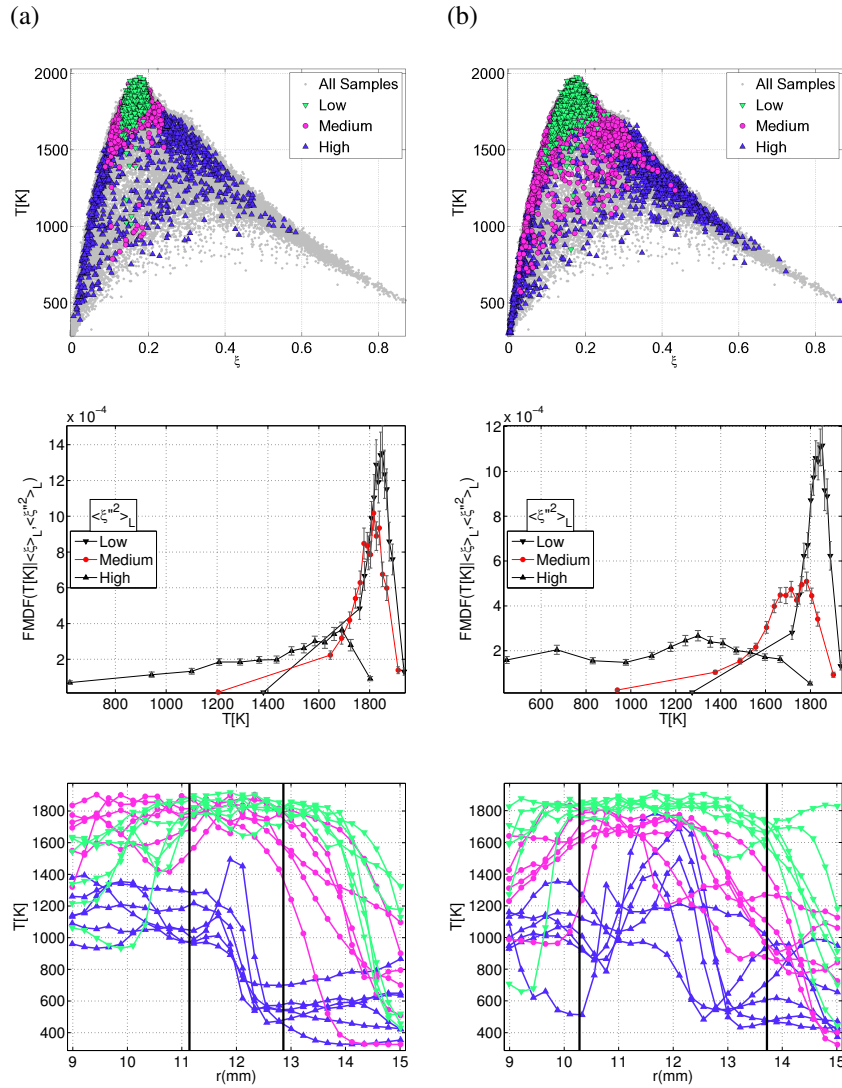 (a)
(b)
2000
1500
1000
500
T[K]
0
0.2
0.4
0.6
0.8
ξ
All Samples
Low
Medium
High
2000
1500
1000
500
T[K]
0
0.2
0.4
0.6
0.8
ξ
All Samples
Low
Medium
High
x 10⁻⁴
14
12
10
8
6
4
2
FMDF(T[K]|<ξ>L,<ξ''²>L)
<ξ''²>L
Low
Medium
High
800
1000
1200
1400
1600
1800
T[K]
x 10⁻⁴
12
10
8
6
4
2
FMDF(T[K]|<ξ>L,<ξ''²>L)
<ξ''²>L
Low
Medium
High
600
800
1000
1200
1400
1600
1800
T[K]
1800
1600
1400
1200
1000
800
600
400
T[K]
9
10
11
12
13
14
15
r(mm)
1800
1600
1400
1200
1000
800
600
400
T[K]
9
10
11
12
13
14
15
r(mm)